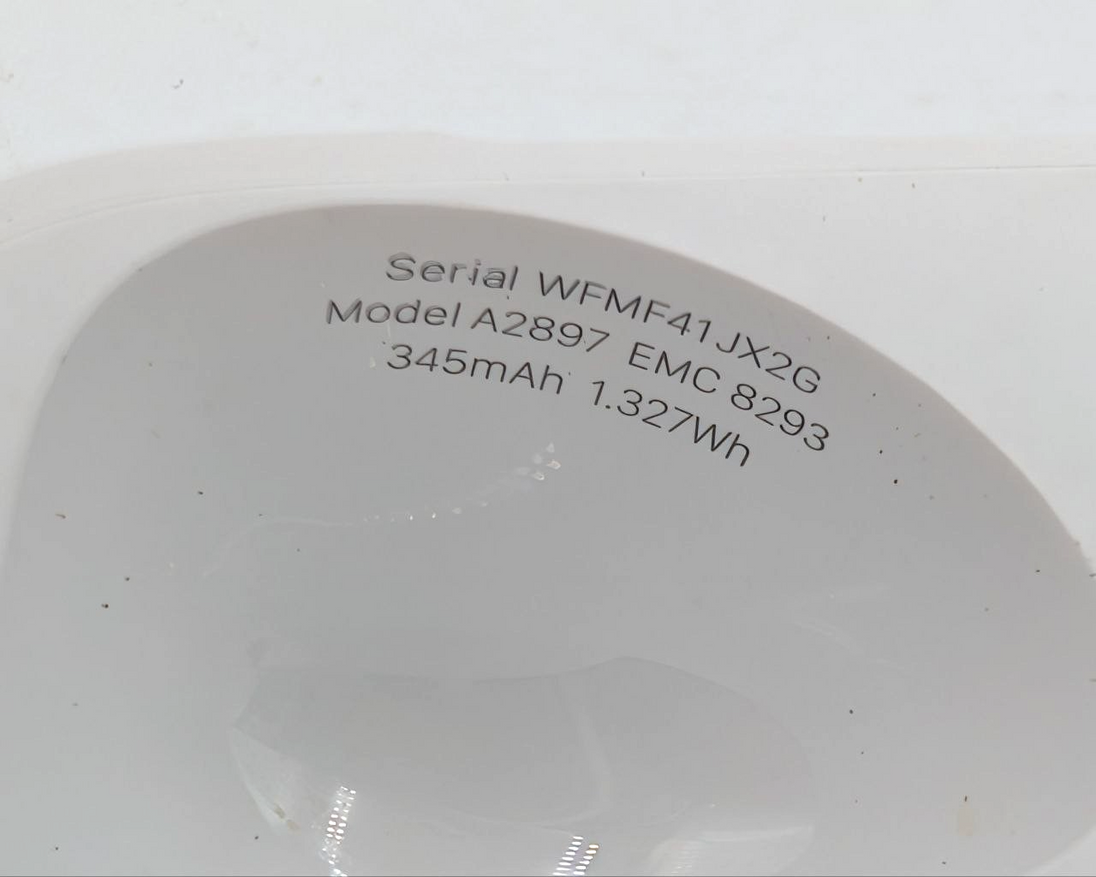 Serial WFMF41JX2G
Model A2897 EMC 8293
345mAh 1.327Wh